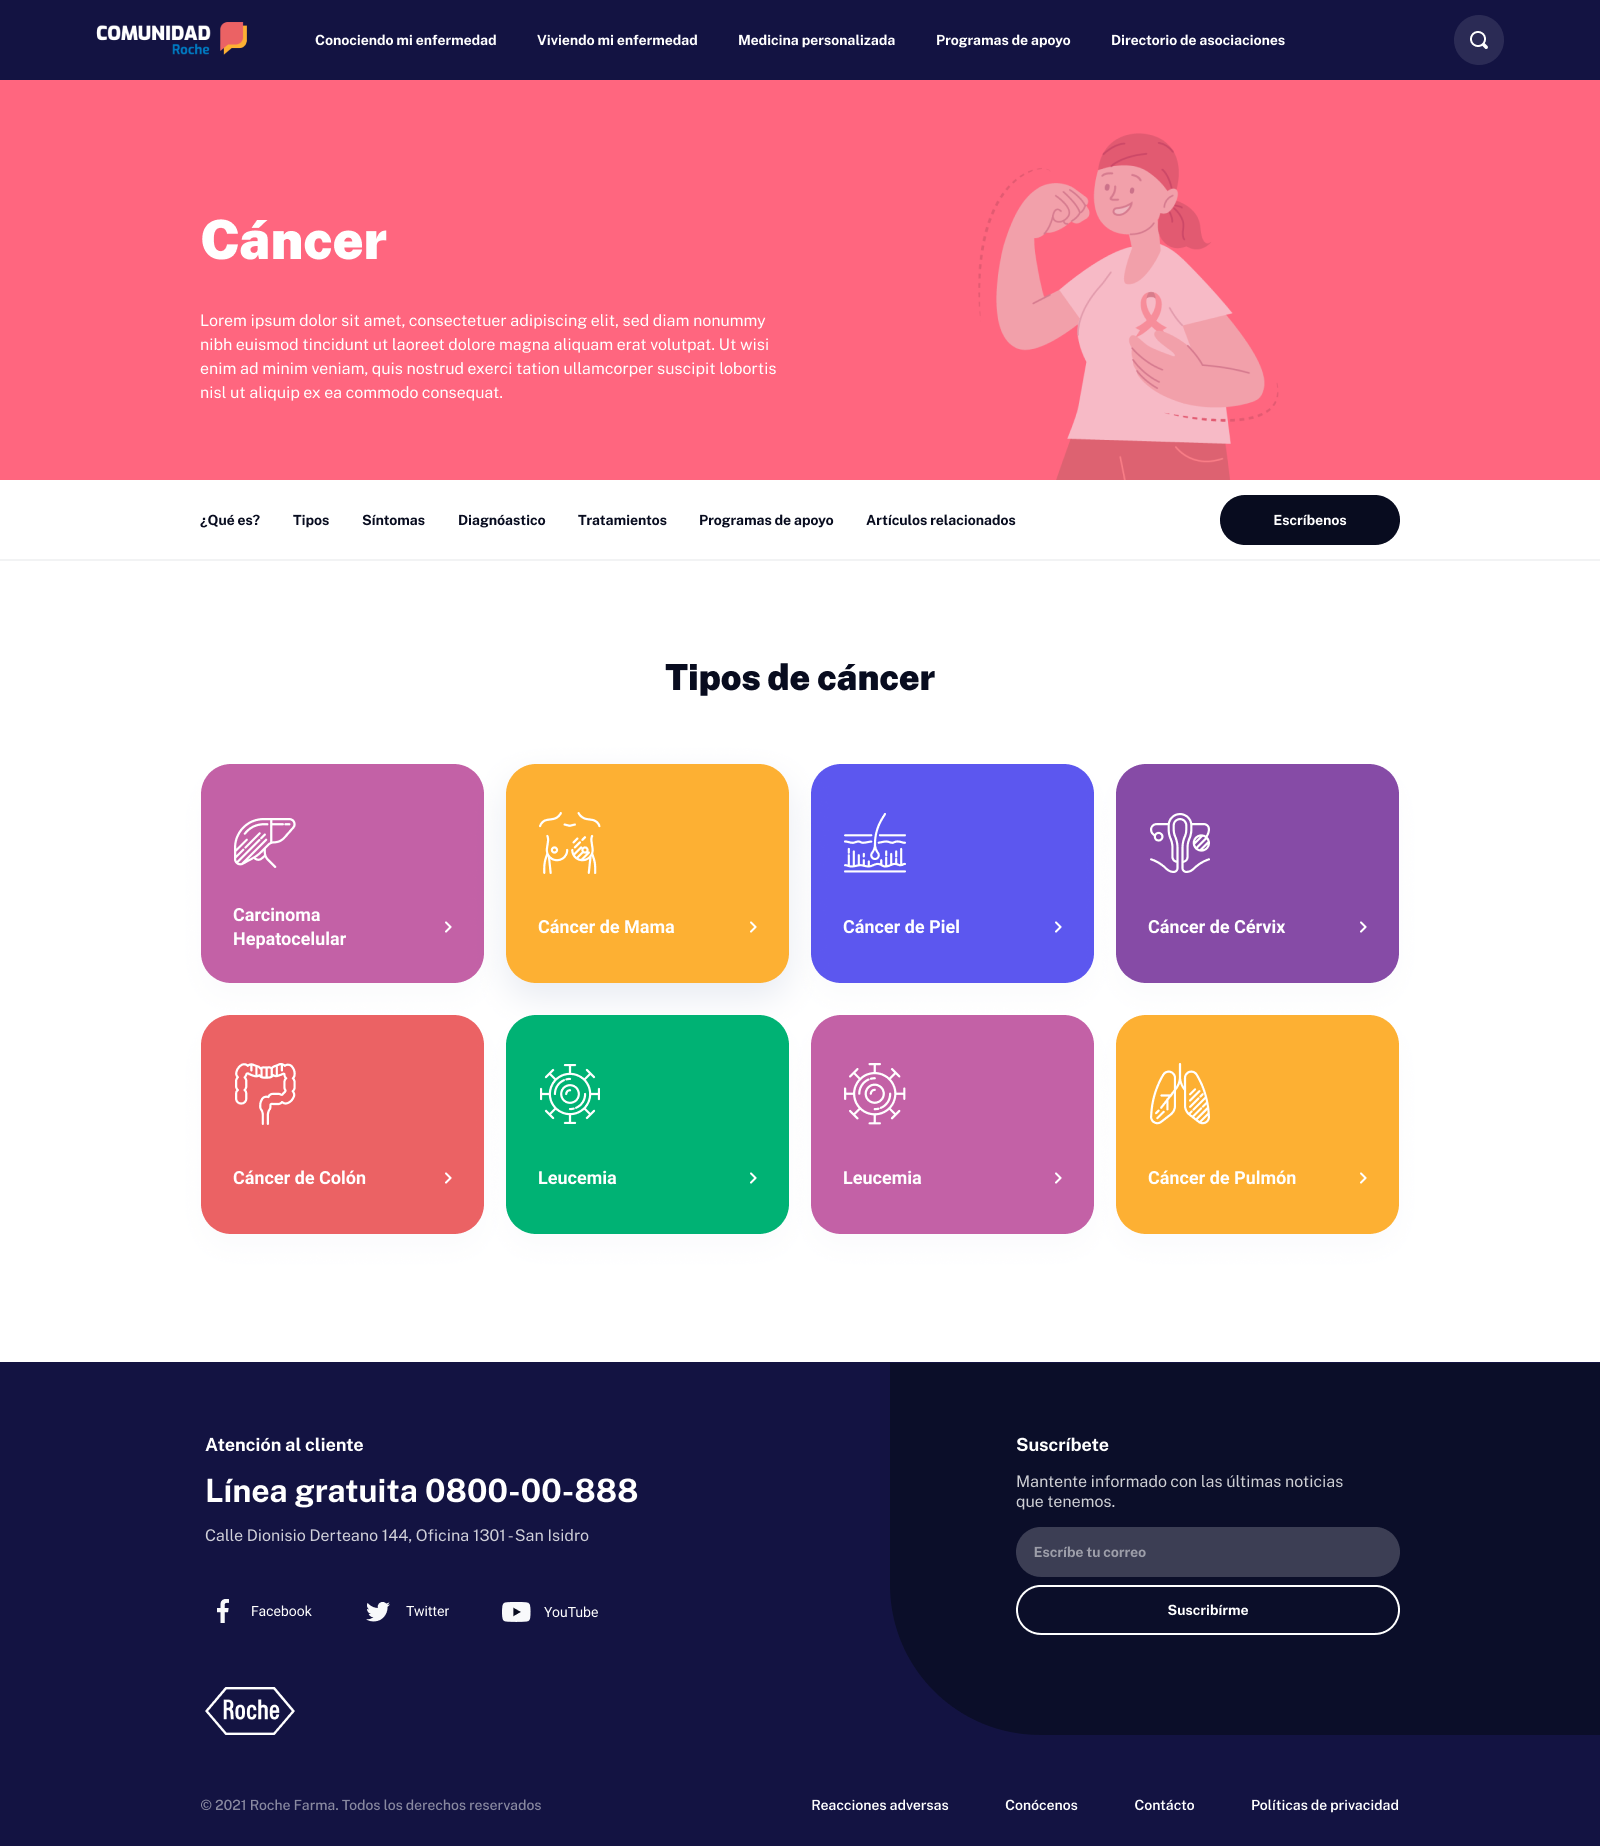 COMUNIDAD
Roche
Conociendo mi enfermedad
Viviendo mi enfermedad
Medicina personalizada
Programas de apoyo
Directorio de asociaciones
Cáncer
Lorem ipsum dolor sit amet, consectetuer adipiscing elit, sed diam nonummy
nibh euismod tincidunt ut laoreet dolore magna aliquam erat volutpat. Ut wisi
enim ad minim veniam, quis nostrud exerci tation ullamcorper suscipit lobortis
nisl ut aliquip ex ea commodo consequat.
¿Qué es?
Tipos
Síntomas
Diagnóastico
Tratamientos
Programas de apoyo
Artículos relacionados
Escríbenos
Tipos de cáncer
Carcinoma
Hepatocelular
Cáncer de Mama
Cáncer de Piel
Cáncer de Cérvix
Cáncer de Colón
Leucemia
Leucemia
Cáncer de Pulmón
Atención al cliente
Línea gratuita 0800-00-888
Calle Dionisio Derteano 144, Oficina 1301 - San Isidro
Facebook
Twitter
YouTube
Roche
Suscríbete
Mantente informado con las últimas noticias
que tenemos.
Escríbe tu correo
Suscribírme
© 2021 Roche Farma. Todos los derechos reservados
Reacciones adversas
Conócenos
Contácto
Políticas de privacidad